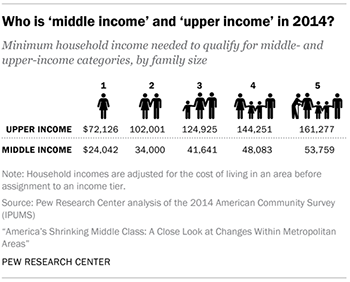 Who is ‘middle income’ and ‘upper income’ in 2014?
Minimum household income needed to qualify for middle- and
upper-income categories, by family size
1 2 3 4 5
UPPER INCOME $72,126 102,001 124,925 144,251 161,277
MIDDLE INCOME $24,042 34,000 41,641 48,083 53,759
Note: Household incomes are adjusted for the cost of living in an area before
assignment to an income tier.
Source: Pew Research Center analysis of the 2014 American Community Survey
(IPUMS)
“America’s Shrinking Middle Class: A Close Look at Changes Within Metropolitan
Areas”
PEW RESEARCH CENTER